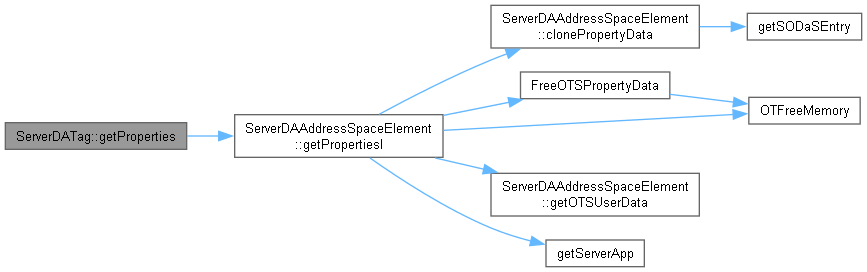 ServerDATag::getProperties
ServerDAAddressSpaceElement
::getPropertiesI
ServerDAAddressSpaceElement
::clonePropertyData
getSODaSEntry
FreeOTSPropertyData
OTFreeMemory
ServerDAAddressSpaceElement
::getOTSUserData
getServerApp